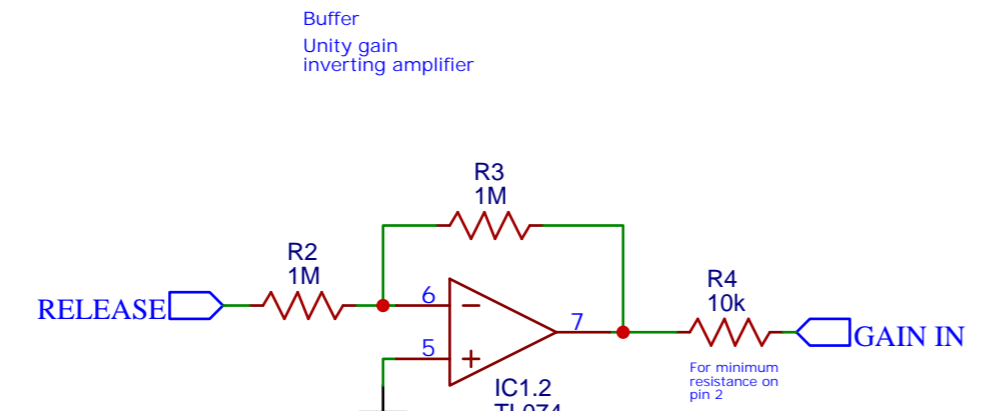 Buffer
Unity gain
inverting amplifier
R3
1M
R2
1M
RELEASE
6
5
7
R4
10k
GAIN IN
For minimum
resistance on
pin 2
IC1.2